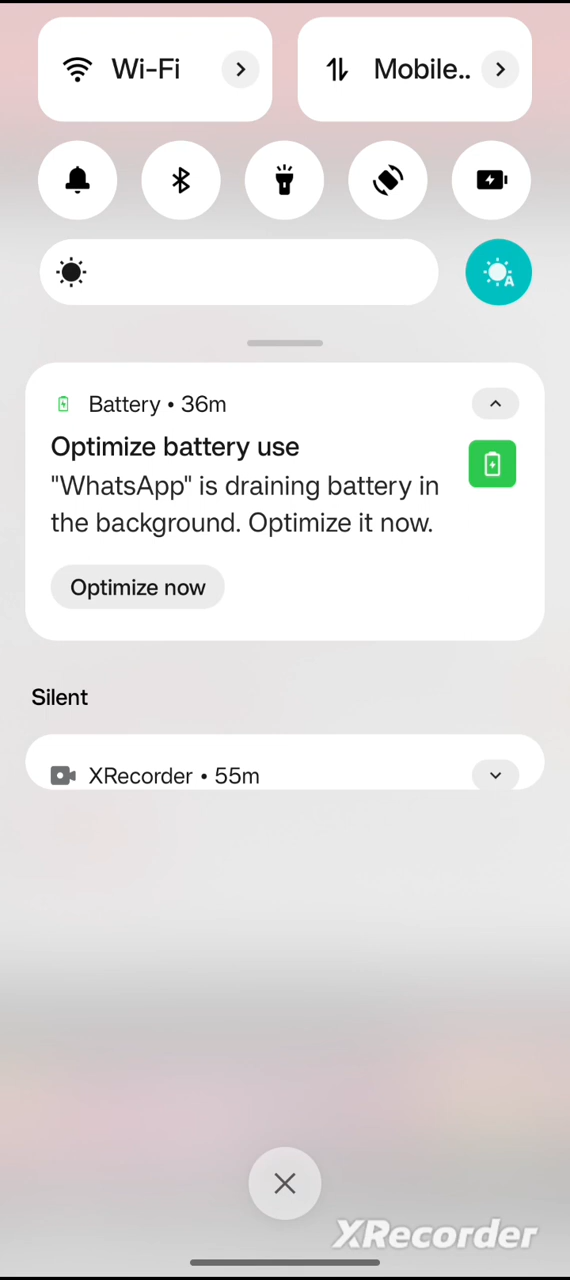 Wi-Fi
Mobile..
A
Battery • 36m
Optimize battery use
"WhatsApp" is draining battery in
the background. Optimize it now.
Optimize now
Silent
XRecorder • 55m
XRecorder